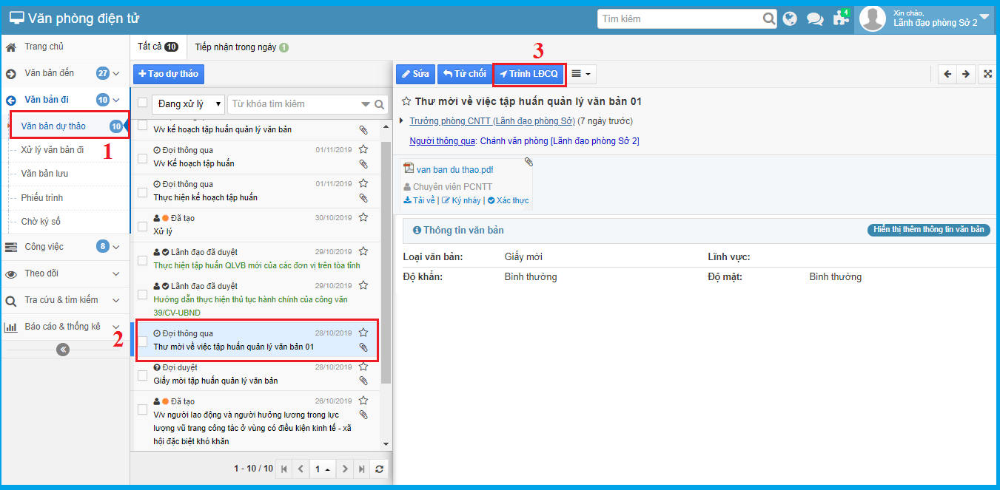 Văn phòng điện tử
Tìm kiếm
4
Xin chào,
Lãnh đạo phòng Sở 2
Trang chủ
Văn bản đến 27
Văn bản đi 10
Văn bản dự thảo 10
1
Xử lý văn bản đi
Văn bản lưu
Phiếu trình
Chờ ký số
Công việc 8
Theo dõi
Tra cứu & tìm kiếm
Báo cáo & thống kê
2
Tất cả 10
Tiếp nhận trong ngày 1
Tạo dự thảo
Đang xử lý
Từ khóa tìm kiếm
V/v kế hoạch tập huấn quản lý văn bản
Đợi thông qua 01/11/2019
V/v Kế hoạch tập huấn
Đợi thông qua 01/11/2019
Thực hiện kế hoạch tập huấn
Đã tạo 30/10/2019
Xử lý
Lãnh đạo đã duyệt 29/10/2019
Thực hiện tập huấn QLVB mới của các đơn vị trên tỏa tỉnh
Lãnh đạo đã duyệt 29/10/2019
Hướng dẫn thực hiện thủ tục hành chính của công văn
39/CV-UBND
Đợi thông qua 28/10/2019
Thư mời về việc tập huấn quản lý văn bản 01
Đợi duyệt 28/10/2019
Giấy mời tập huấn quản lý văn bản
Đã tạo 26/10/2019
V/v người lao động và người hưởng lương trong lực
lượng vũ trang công tác ở vùng có điều kiện kinh tế - xã
hội đặc biệt khó khăn
1 - 10 / 10
1
3
Sửa
Từ chối
Trình LĐCQ
Thư mời về việc tập huấn quản lý văn bản 01
Trưởng phòng CNTT (Lãnh đạo phòng Sở) (7 ngày trước)
Người thông qua: Chánh văn phòng [Lãnh đạo phòng Sở 2]
van ban du thao.pdf
Chuyên viên PCNTT
Tải về | Ký nháy | Xác thực
Thông tin văn bản
Hiển thị thêm thông tin văn bản
Loại văn bản: Giấy mời Lĩnh vực:
Độ khẩn: Bình thường Độ mật: Bình thường